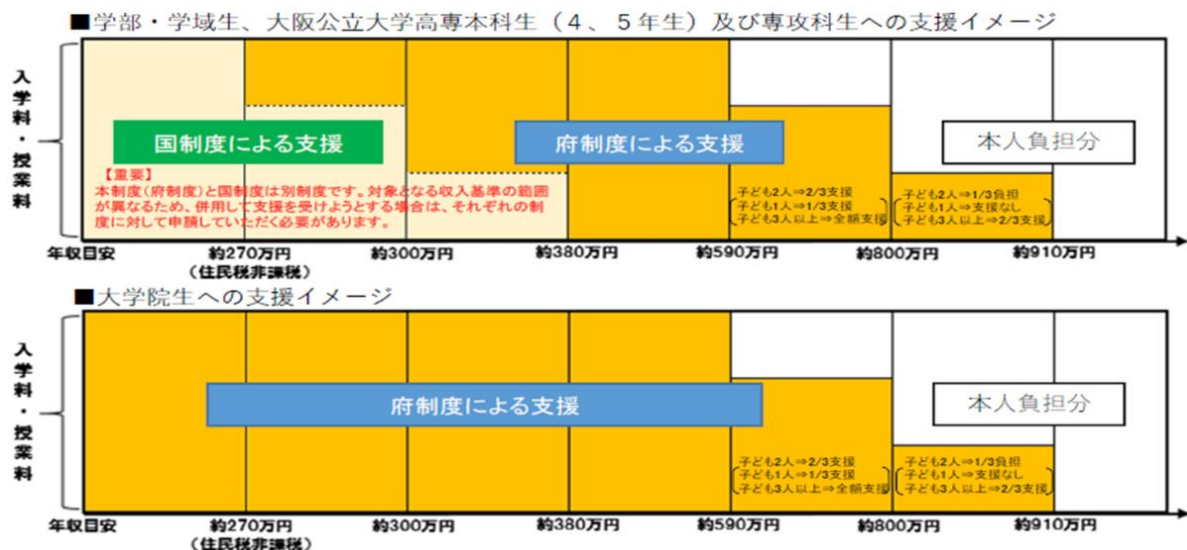 ■学部・学域生、大阪公立大学高専本科生（４、５年生）及び専攻科生への支援イメージ
入学料・授業料
国制度による支援
府制度による支援
本人負担分
【重要】
本制度(府制度)と国制度は別制度です。対象となる収入基準の範囲
が異なるため、併用して支援を受けようとする場合は、それぞれの制
度に対して申請していただく必要があります。
子ども2人⇒2/3支援
子ども1人⇒1/3支援
子ども3人以上⇒全額支援
子ども2人⇒1/3負担
子ども1人⇒支援なし
子ども3人以上⇒2/3支援
年収目安 約270万円 約300万円 約380万円 約590万円 約800万円 約910万円
（住民税非課税）
■大学院生への支援イメージ
入学料・授業料
府制度による支援
本人負担分
子ども2人⇒2/3支援
子ども1人⇒1/3支援
子ども3人以上⇒全額支援
子ども2人⇒1/3負担
子ども1人⇒支援なし
子ども3人以上⇒2/3支援
年収目安 約270万円 約300万円 約380万円 約590万円 約800万円 約910万円
（住民税非課税）